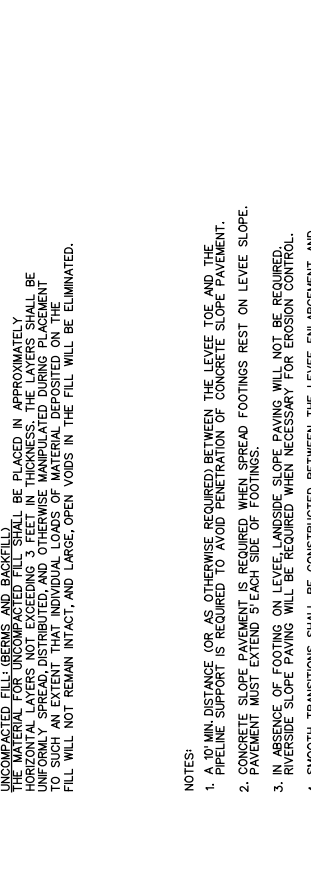 UNCOMPACTED FILL: (BERMS AND BACKFILL)
THE MATERIAL FOR UNCOMPACTED FILL SHALL BE PLACED IN APPROXIMATELY
HORIZONTAL LAYERS NOT EXCEEDING 3 FEET IN THICKNESS. THE LAYERS SHALL BE
UNIFORMLY SPREAD, DISTRIBUTED, AND OTHERWISE MANIPULATED DURING PLACEMENT
TO SUCH AN EXTENT THAT INDIVIDUAL LOADS OF MATERIAL DEPOSITED ON THE
FILL WILL NOT REMAIN INTACT, AND LARGE, OPEN VOIDS IN THE FILL WILL BE ELIMINATED.
NOTES:
1. A 10' MIN. DISTANCE (OR AS OTHERWISE REQUIRED) BETWEEN THE LEVEE TOE AND THE
PIPELINE SUPPORT IS REQUIRED TO AVOID PENETRATION OF CONCRETE SLOPE PAVEMENT.
2. CONCRETE SLOPE PAVEMENT IS REQUIRED WHEN SPREAD FOOTINGS REST ON LEVEE SLOPE.
PAVEMENT MUST EXTEND 5' EACH SIDE OF FOOTINGS.
3. IN ABSENCE OF FOOTING ON LEVEE, LANDSIDE SLOPE PAVING WILL NOT BE REQUIRED.
RIVERSIDE SLOPE PAVING WILL BE REQUIRED WHEN NECESSARY FOR EROSION CONTROL.
4. SMOOTH TRANSITIONS SHALL BE CONSTRUCTED BETWEEN THE LEVEE ENLARGEMENT AND